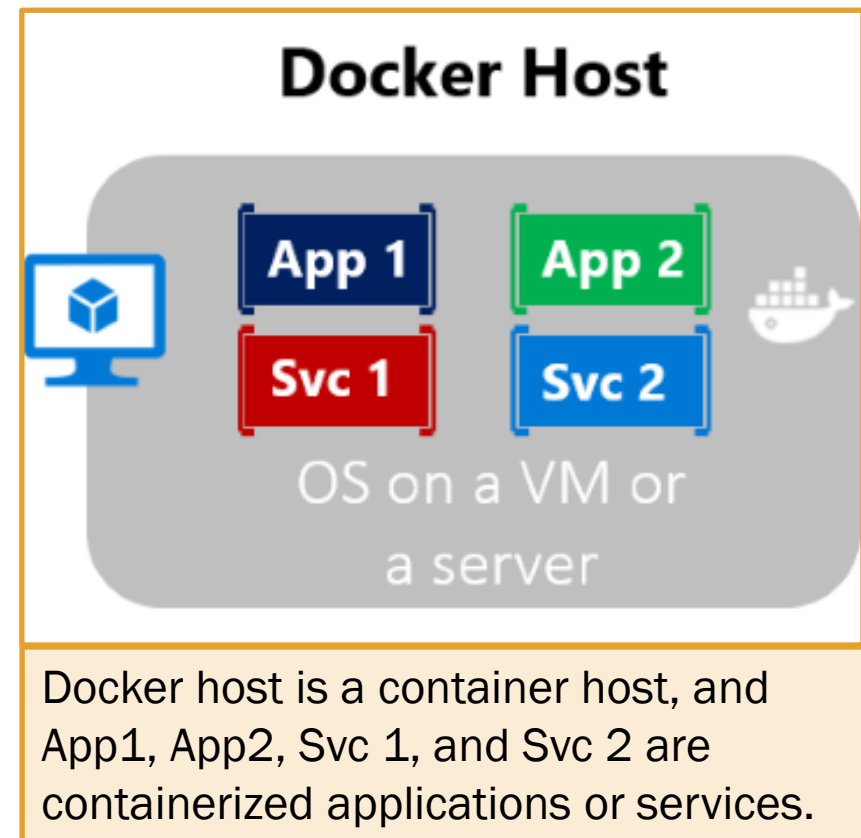 Docker Host
App 1
App 2
Svc 1
Svc 2
OS on a VM or
a server
Docker host is a container host, and
App1, App2, Svc 1, and Svc 2 are
containerized applications or services.